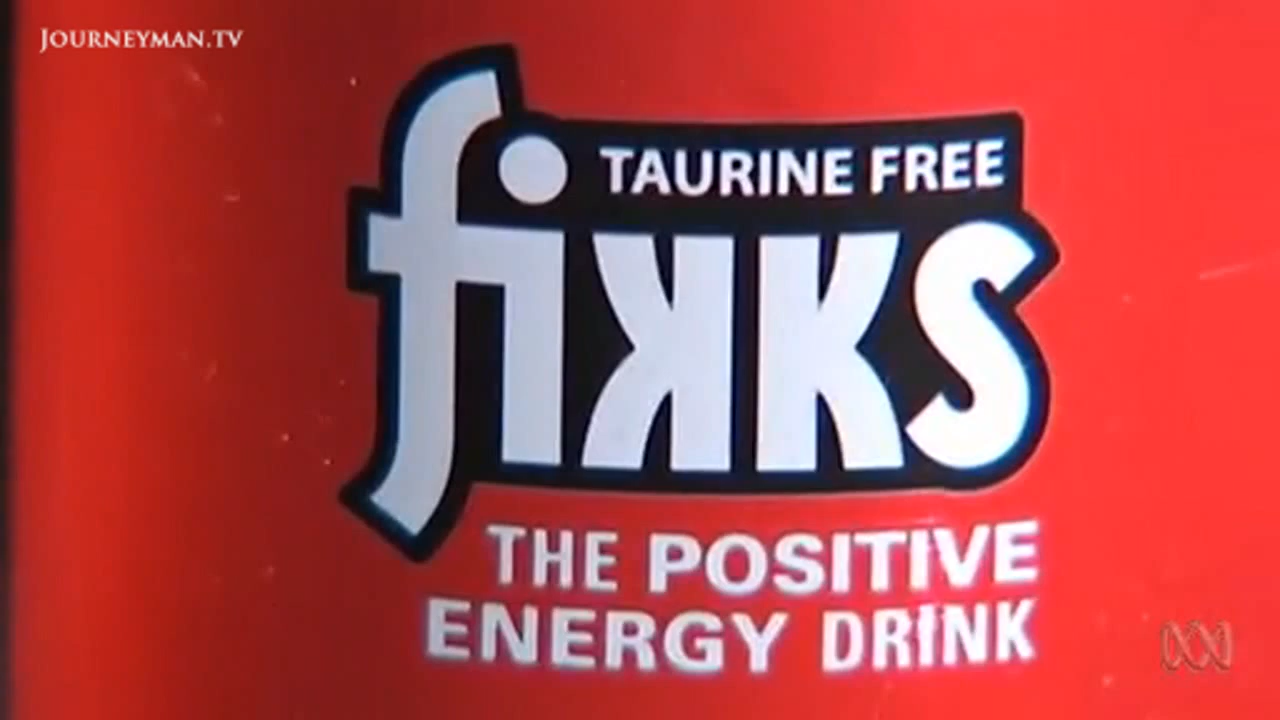 JOURNEYMAN.TV
TAURINE FREE
fikks
THE POSITIVE
ENERGY DRINK